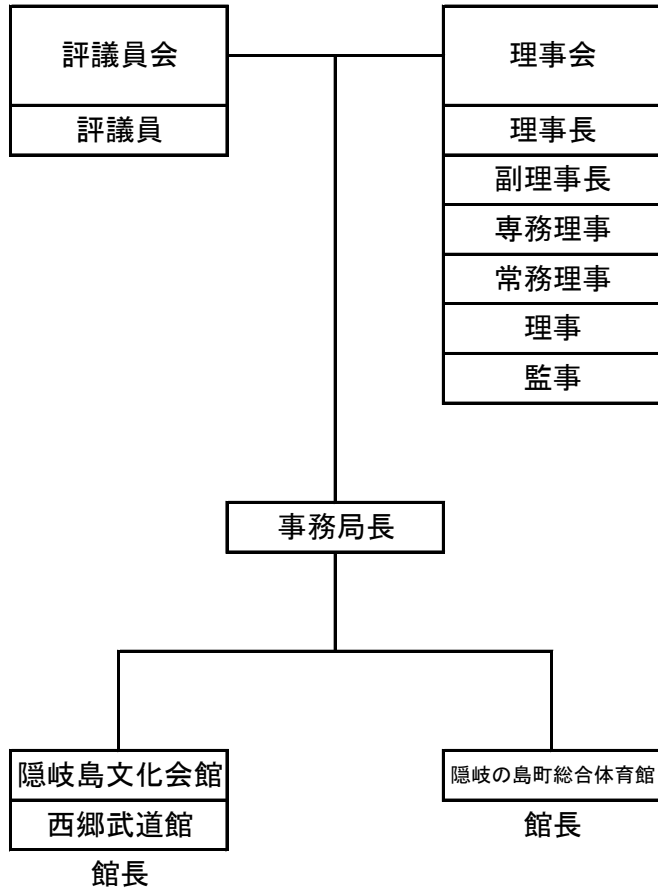 評議員会
評議員
理事会
理事長
副理事長
専務理事
常務理事
理事
監事
事務局長
隠岐島文化会館
西郷武道館
館長
隠岐の島町総合体育館
館長